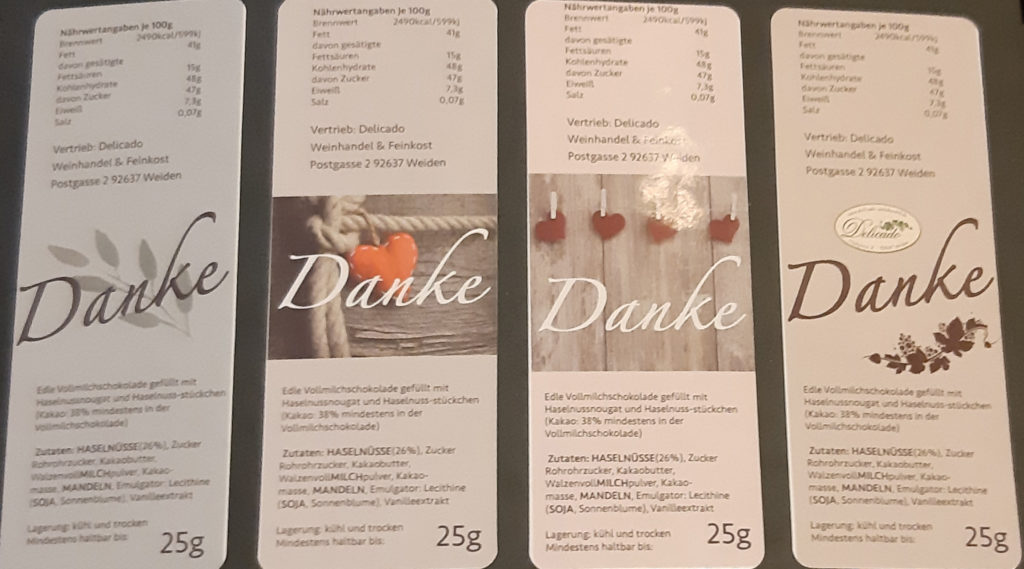 Nährwertangaben je 100g
Brennwert 2490kcal/599kj
Fett 41g
davon gesätigte
Fettsäuren 15g
Kohlenhydrate 48g
davon Zucker 47g
Eiweiß 7,3g
Salz 0,07g
Vertrieb: Delicado
Weinhandel & Feinkost
Postgasse 2 92637 Weiden
Danke
Edle Vollmilchschokolade gefüllt mit
Haselnussnougat und Haselnuss-stückchen
(Kakao: 38% mindestens in der
Vollmilchschokolade)
Zutaten: HASELNÜSSE(26%), Zucker
Rohrohrzucker, Kakaobutter,
WalzenvollMILCHpulver, Kakao-
masse, MANDELN, Emulgator: Lecithine
(SOJA, Sonnenblume), Vanilleextrakt
Lagerung: kühl und trocken
Mindestens haltbar bis:
25g
Nährwertangaben je 100g
Brennwert 2490kcal/599kj
Fett 41g
davon gesätigte
Fettsäuren 15g
Kohlenhydrate 48g
davon Zucker 47g
Eiweiß 7,3g
Salz 0,07g
Vertrieb: Delicado
Weinhandel & Feinkost
Postgasse 2 92637 Weiden
Danke
Edle Vollmilchschokolade gefüllt mit
Haselnussnougat und Haselnuss-stückchen
(Kakao: 38% mindestens in der
Vollmilchschokolade)
Zutaten: HASELNÜSSE(26%), Zucker
Rohrohrzucker, Kakaobutter,
WalzenvollMILCHpulver, Kakao-
masse, MANDELN, Emulgator: Lecithine
(SOJA, Sonnenblume), Vanilleextrakt
Lagerung: kühl und trocken
Mindestens haltbar bis:
25g
Nährwertangaben je 100g
Brennwert 2490kcal/599kj
Fett 41g
davon gesätigte
Fettsäuren 15g
Kohlenhydrate 48g
davon Zucker 47g
Eiweiß 7,3g
Salz 0,07g
Vertrieb: Delicado
Weinhandel & Feinkost
Postgasse 2 92637 Weiden
Danke
Edle Vollmilchschokolade gefüllt mit
Haselnussnougat und Haselnuss-stückchen
(Kakao: 38% mindestens in der
Vollmilchschokolade)
Zutaten: HASELNÜSSE(26%), Zucker
Rohrohrzucker, Kakaobutter,
WalzenvollMILCHpulver, Kakao-
masse, MANDELN, Emulgator: Lecithine
(SOJA, Sonnenblume), Vanilleextrakt
Lagerung: kühl und trocken
Mindestens haltbar bis:
25g
Nährwertangaben je 100g
Brennwert 2490kcal/599kj
Fett 41g
davon gesätigte
Fettsäuren 15g
Kohlenhydrate 48g
davon Zucker 47g
Eiweiß 7,3g
Salz 0,07g
Vertrieb: Delicado
Weinhandel & Feinkost
Postgasse 2 92637 Weiden
Delicado
Danke
Edle Vollmilchschokolade gefüllt mit
Haselnussnougat und Haselnuss-stückchen
(Kakao: 38% mindestens in der
Vollmilchschokolade)
Zutaten: HASELNÜSSE(26%), Zucker
Rohrohrzucker, Kakaobutter,
WalzenvollMILCHpulver, Kakao-
masse, MANDELN, Emulgator: Lecithine
(SOJA, Sonnenblume), Vanilleextrakt
Lagerung: kühl und trocken
Mindestens haltbar bis:
25g